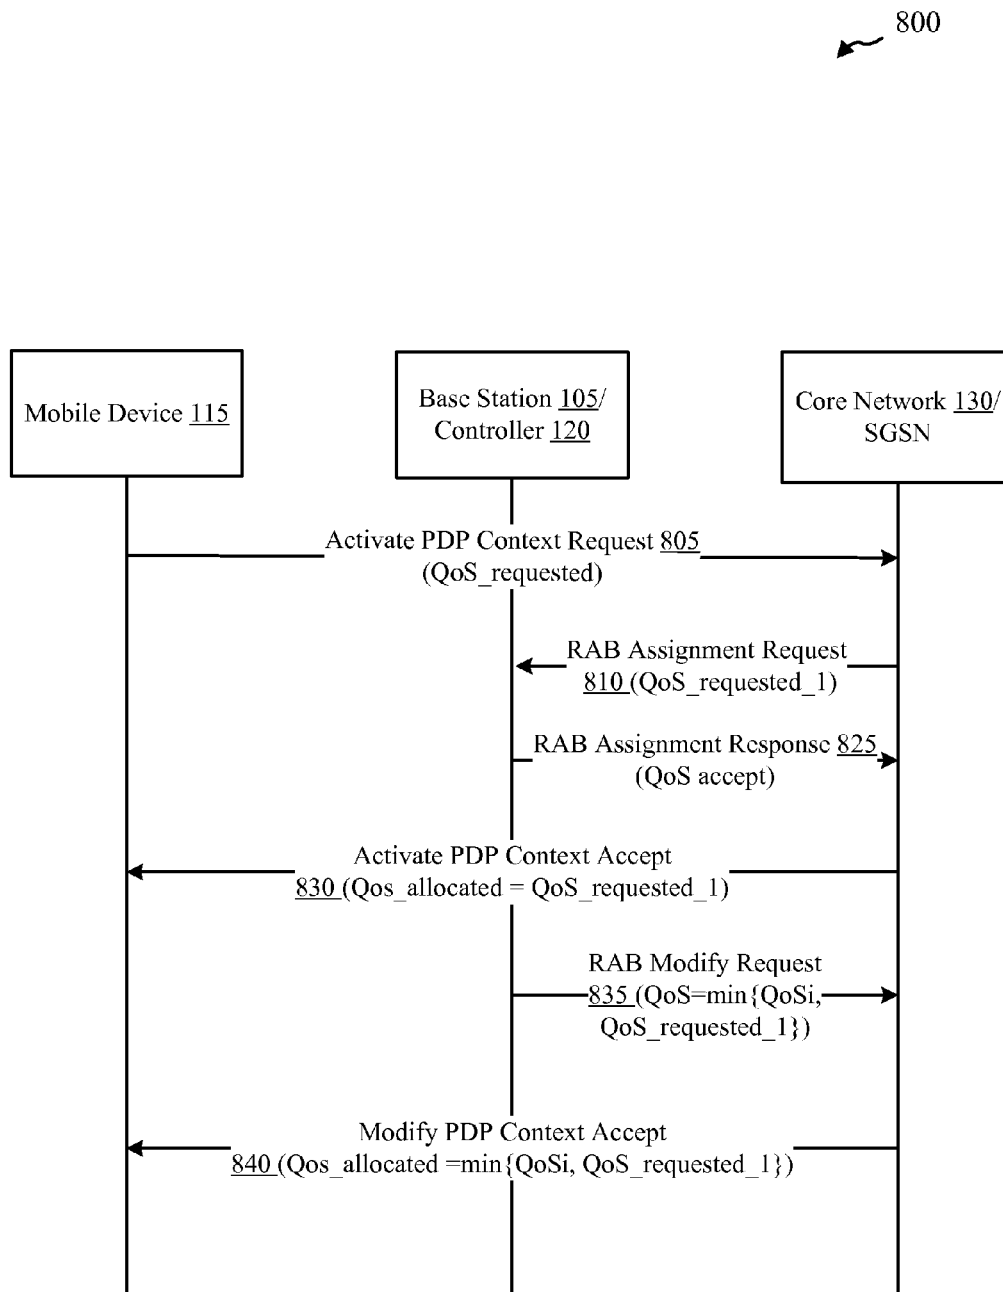 800
Mobile Device 115
Base Station 105/
Controller 120
Core Network 130/
SGSN
Activate PDP Context Request 805
(QoS_requested)
RAB Assignment Request
810 (QoS_requested_1)
RAB Assignment Response 825
(QoS accept)
Activate PDP Context Accept
830 (Qos_allocated = QoS_requested_1)
RAB Modify Request
835 (QoS=min{QoSi,
QoS_requested_1})
Modify PDP Context Accept
840 (Qos_allocated =min{QoSi, QoS_requested_1})